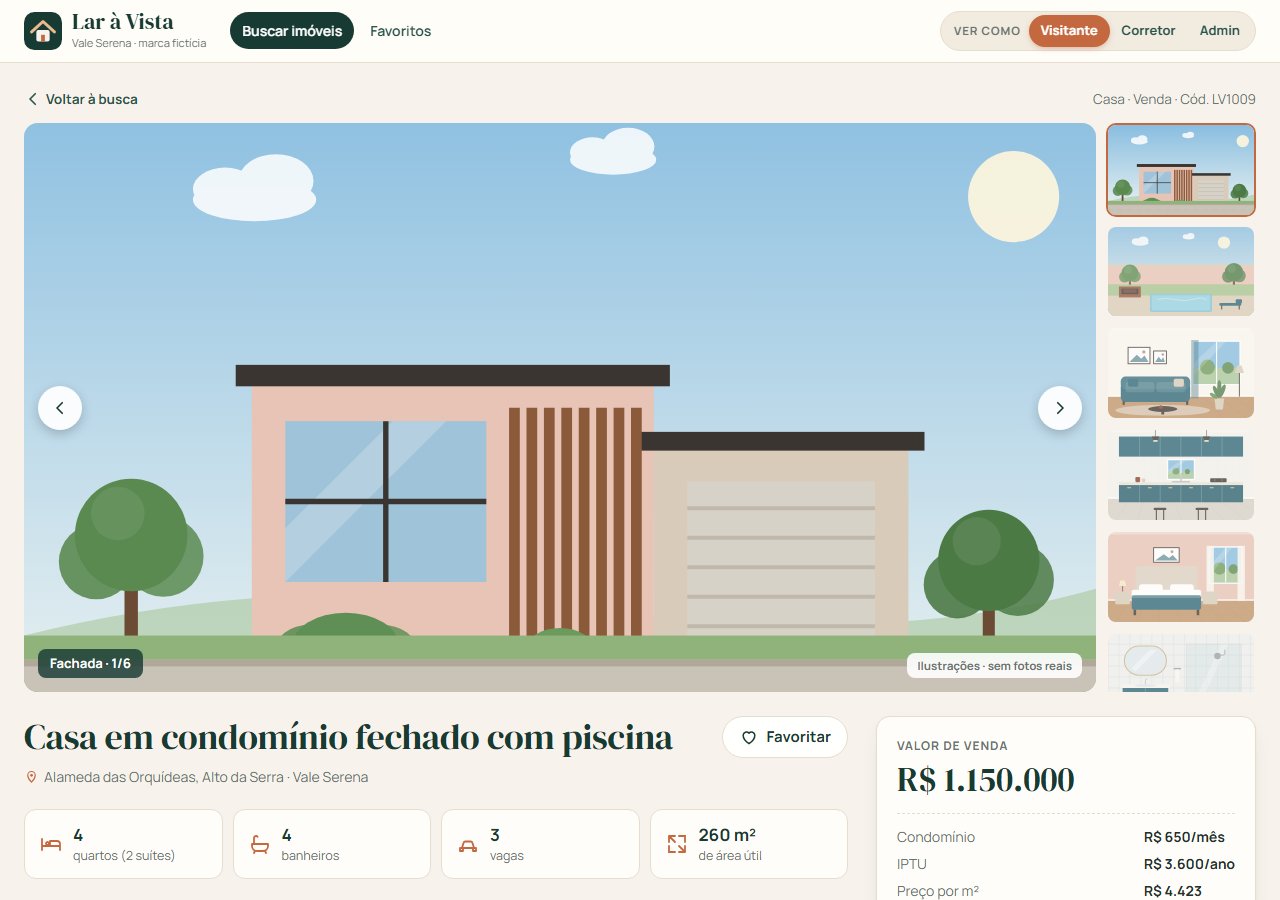 Lar à Vista
Vale Serena · marca fictícia
Buscar imóveis
Favoritos
VER COMO
Visitante
Corretor
Admin
Voltar à busca
Casa · Venda · Cód. LV1009
Fachada · 1/6
Ilustrações · sem fotos reais
Casa em condomínio fechado com piscina
Favoritar
Alameda das Orquídeas, Alto da Serra · Vale Serena
4
quartos (2 suítes)
4
banheiros
3
vagas
260 m²
de área útil
VALOR DE VENDA
R$ 1.150.000
Condomínio R$ 650/mês
IPTU R$ 3.600/ano
Preço por m² R$ 4.423